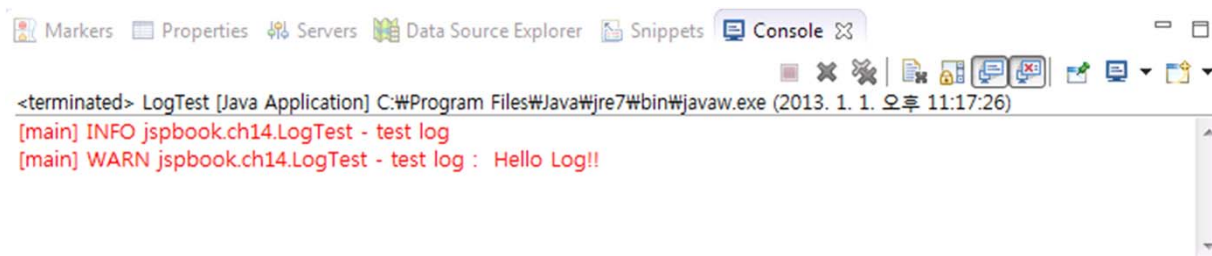 Markers Properties Servers Data Source Explorer Snippets Console
<terminated> LogTest [Java Application] C:₩Program Files₩Java₩jre7₩bin₩javaw.exe (2013. 1. 1. 오후 11:17:26)
[main] INFO jspbook.ch14.LogTest - test log
[main] WARN jspbook.ch14.LogTest - test log :  Hello Log!!